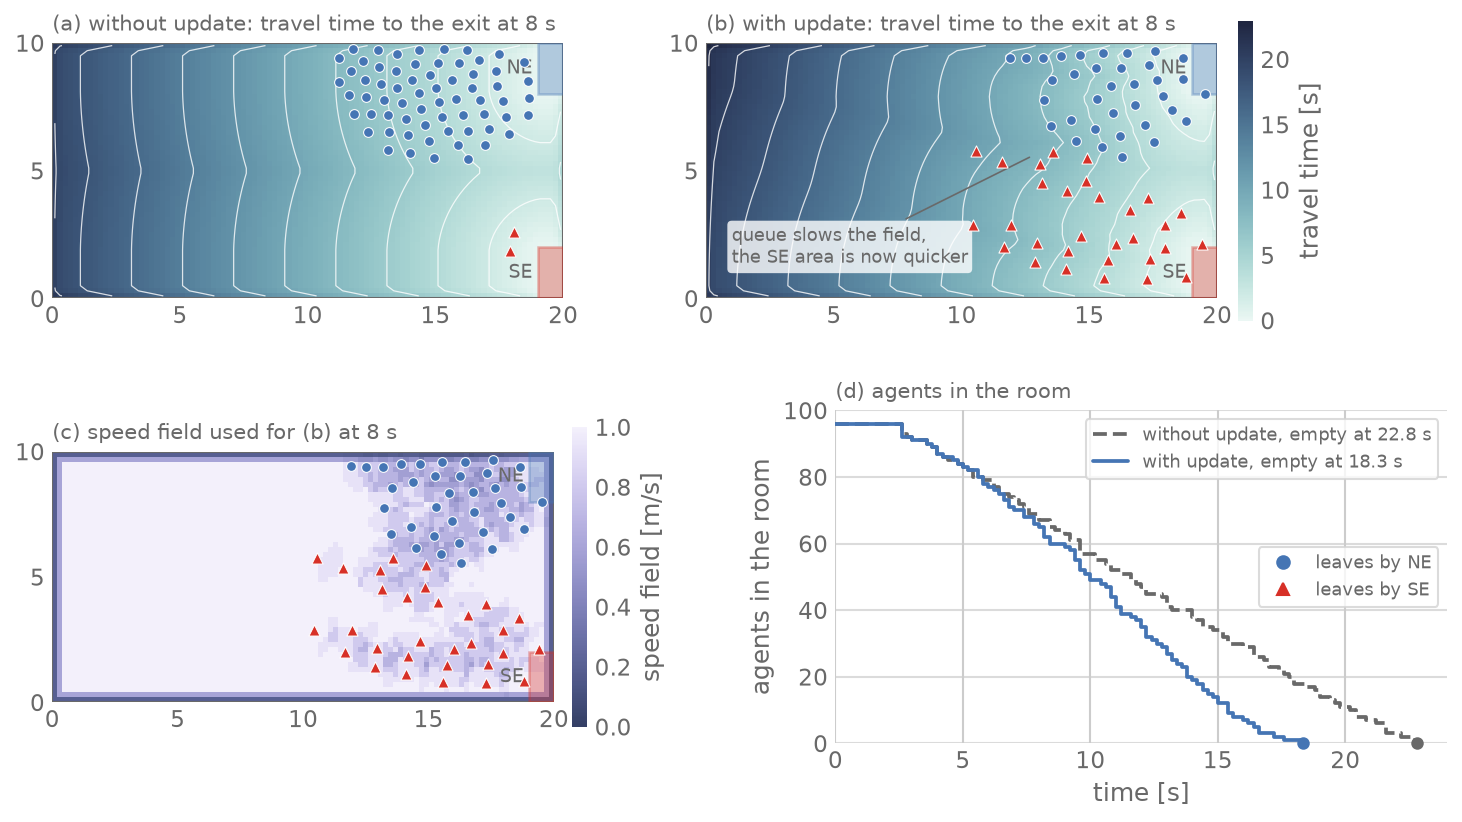 (a) without update: travel time to the exit at 8 s
10
5
0
0 5 10 15 20
NE
SE
(b) with update: travel time to the exit at 8 s
10
5
0
0 5 10 15 20
NE
SE
queue slows the field,
the SE area is now quicker
20
15
10
5
0
travel time [s]
(c) speed field used for (b) at 8 s
10
5
0
0 5 10 15 20
NE
SE
1.0
0.8
0.6
0.4
0.2
0.0
speed field [m/s]
(d) agents in the room
100
80
60
40
20
0
agents in the room
without update, empty at 22.8 s
with update, empty at 18.3 s
leaves by NE
leaves by SE
0 5 10 15 20
time [s]